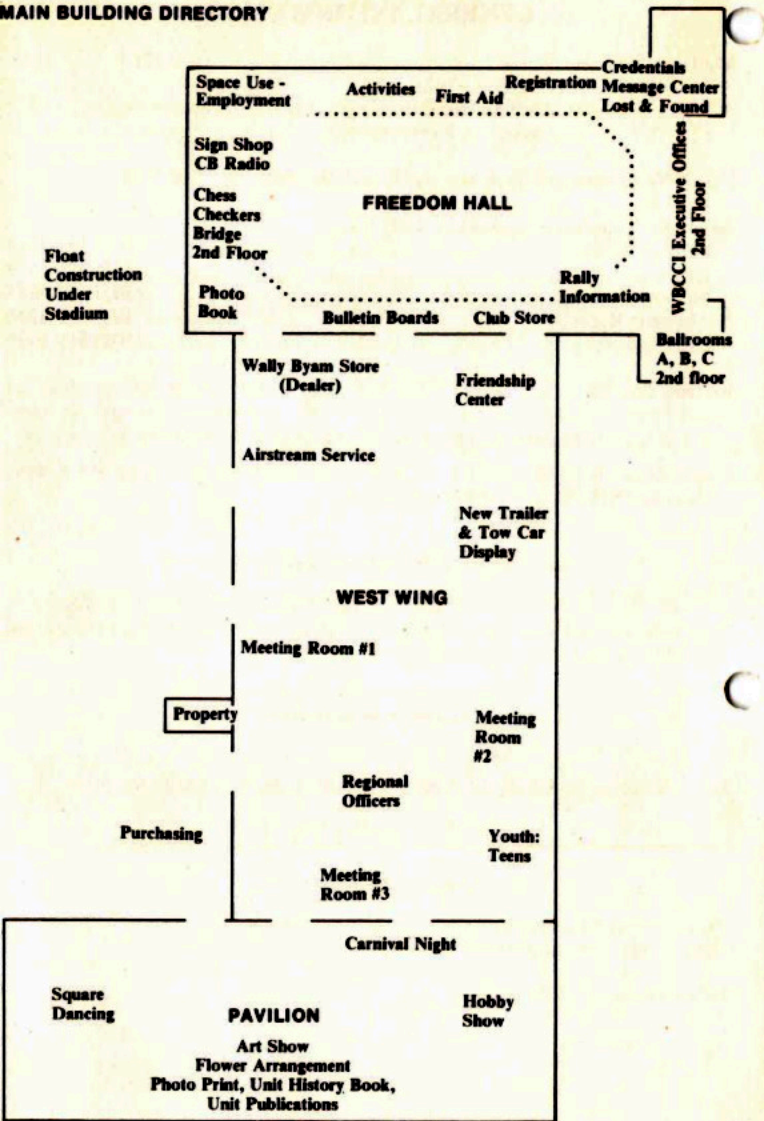 MAIN BUILDING DIRECTORY
Space Use -
Employment
Activities
First Aid
Registration
Credentials
Message Center
Lost & Found
Sign Shop
CB Radio
Chess
Checkers
Bridge
2nd Floor
FREEDOM HALL
WBCCI Executive Offices
2nd Floor
Float
Construction
Under
Stadium
Photo
Book
Rally
Information
Bulletin Boards
Club Store
Ballrooms
A, B, C
2nd floor
Wally Byam Store
(Dealer)
Friendship
Center
Airstream Service
New Trailer
& Tow Car
Display
WEST WING
Meeting Room #1
Property
Meeting
Room
#2
Regional
Officers
Purchasing
Youth:
Teens
Meeting
Room #3
Carnival Night
Square
Dancing
PAVILION
Hobby
Show
Art Show
Flower Arrangement
Photo Print, Unit History Book,
Unit Publications